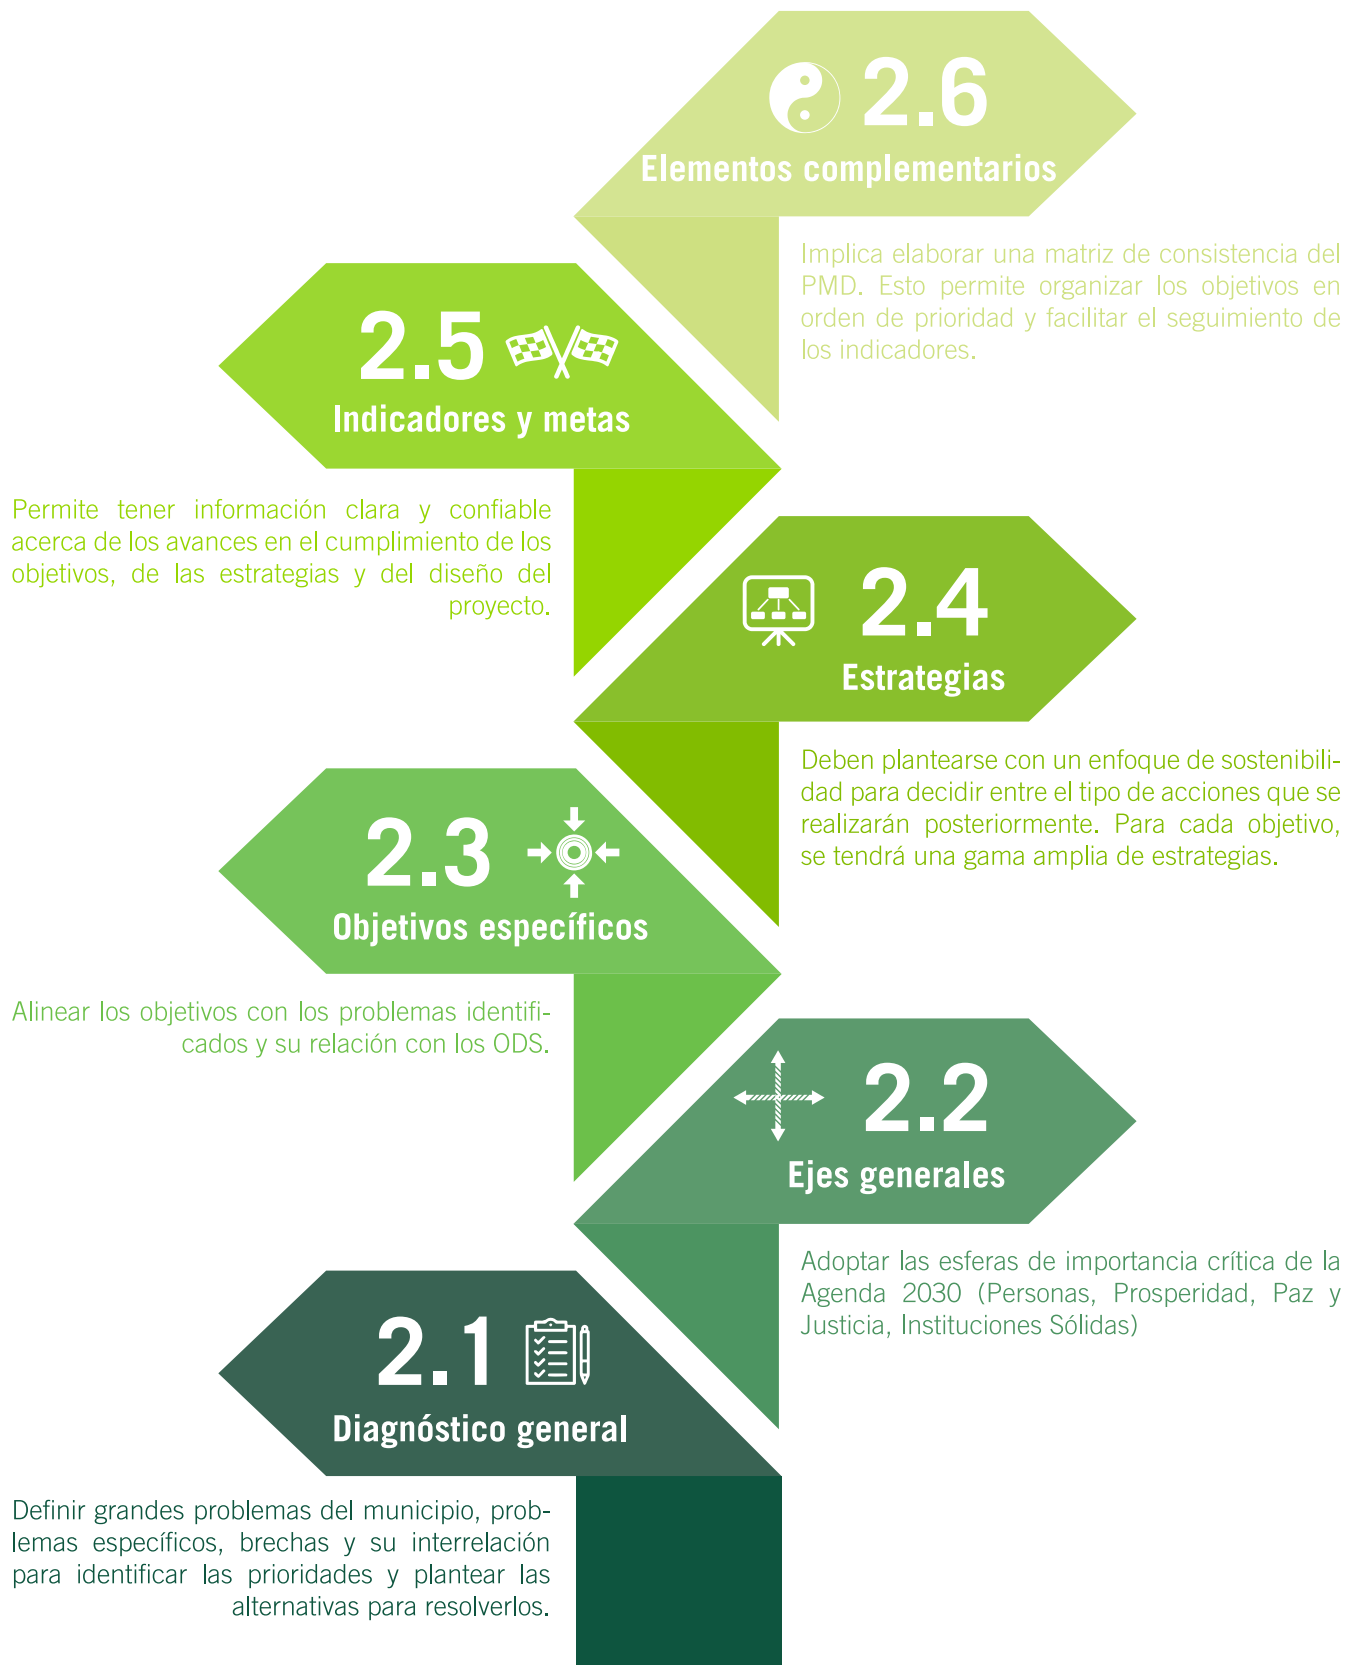 2.6
Elementos complementarios
Implica elaborar una matriz de consistencia del
PMD. Esto permite organizar los objetivos en
orden de prioridad y facilitar el seguimiento de
los indicadores.
2.5
Indicadores y metas
Permite tener información clara y confiable
acerca de los avances en el cumplimiento de los
objetivos, de las estrategias y del diseño del
proyecto.
2.4
Estrategias
Deben plantearse con un enfoque de sostenibili-
dad para decidir entre el tipo de acciones que se
realizarán posteriormente. Para cada objetivo,
se tendrá una gama amplia de estrategias.
2.3
Objetivos específicos
Alinear los objetivos con los problemas identifi-
cados y su relación con los ODS.
2.2
Ejes generales
Adoptar las esferas de importancia crítica de la
Agenda 2030 (Personas, Prosperidad, Paz y
Justicia, Instituciones Sólidas)
2.1
Diagnóstico general
Definir grandes problemas del municipio, prob-
lemas específicos, brechas y su interrelación
para identificar las prioridades y plantear las
alternativas para resolverlos.